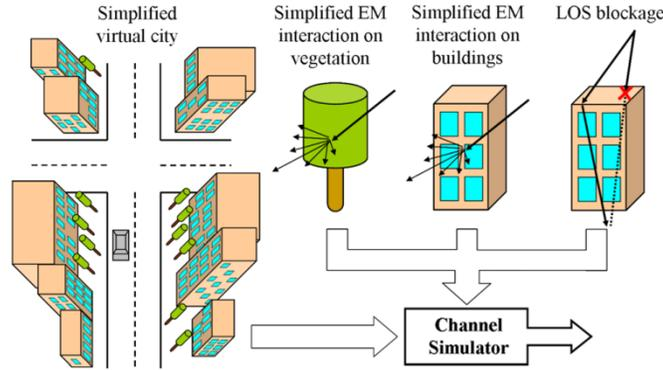 Simplified
virtual city
Simplified EM
interaction on
vegetation
Simplified EM
interaction on
buildings
LOS blockage
Channel
Simulator